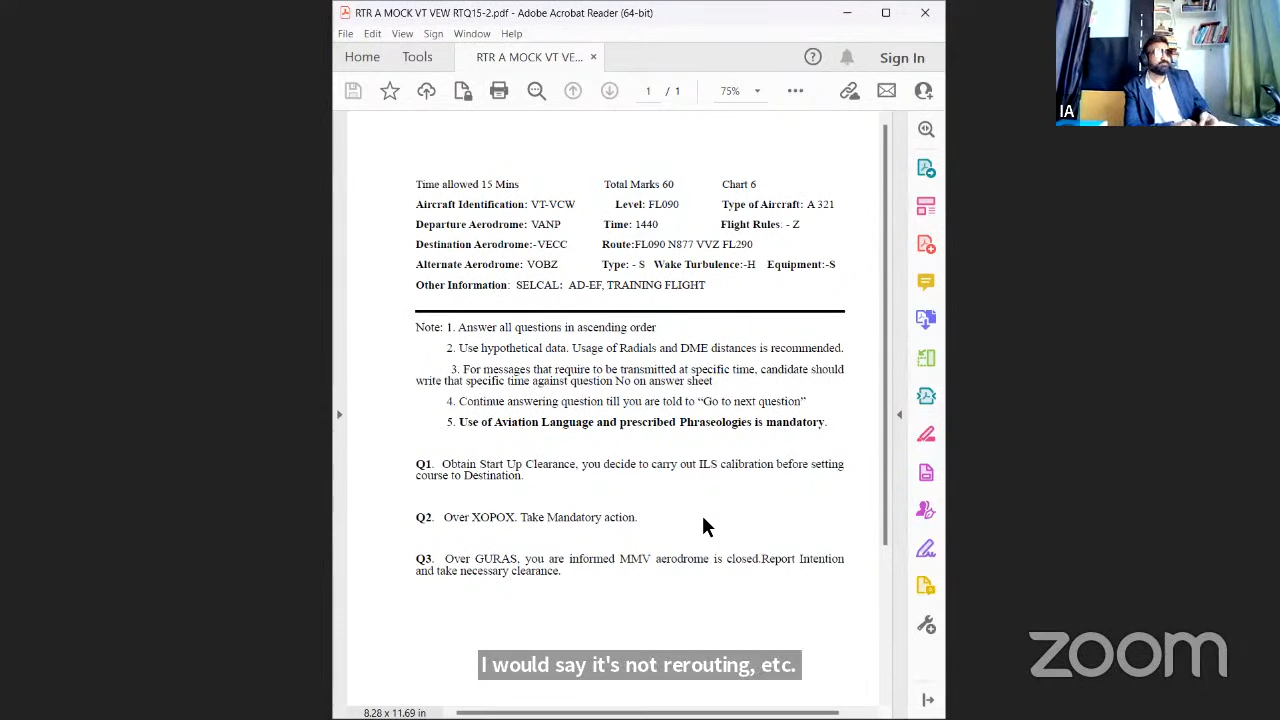 RTR A MOCK VT VEW RTQ15-2.pdf - Adobe Acrobat Reader (64-bit)
File Edit View Sign Window Help
Home Tools RTR A MOCK VT VE... × Sign In
1 / 1 75%
IA
Time allowed 15 Mins Total Marks 60 Chart 6
Aircraft Identification: VT-VCW Level: FL090 Type of Aircraft: A 321
Departure Aerodrome: VANP Time: 1440 Flight Rules: - Z
Destination Aerodrome:-VECC Route:FL090 N877 VVZ FL290
Alternate Aerodrome: VOBZ Type: - S Wake Turbulence:-H Equipment:-S
Other Information: SELCAL: AD-EF, TRAINING FLIGHT
Note: 1. Answer all questions in ascending order
2. Use hypothetical data. Usage of Radials and DME distances is recommended.
3. For messages that require to be transmitted at specific time, candidate should
write that specific time against question No on answer sheet
4. Continue answering question till you are told to “Go to next question”
5. Use of Aviation Language and prescribed Phraseologies is mandatory.
Q1. Obtain Start Up Clearance, you decide to carry out ILS calibration before setting
course to Destination.
Q2. Over XOPOX. Take Mandatory action.
Q3. Over GURAS, you are informed MMV aerodrome is closed.Report Intention
and take necessary clearance.
I would say it's not rerouting, etc.
zoom
8.28 x 11.69 in